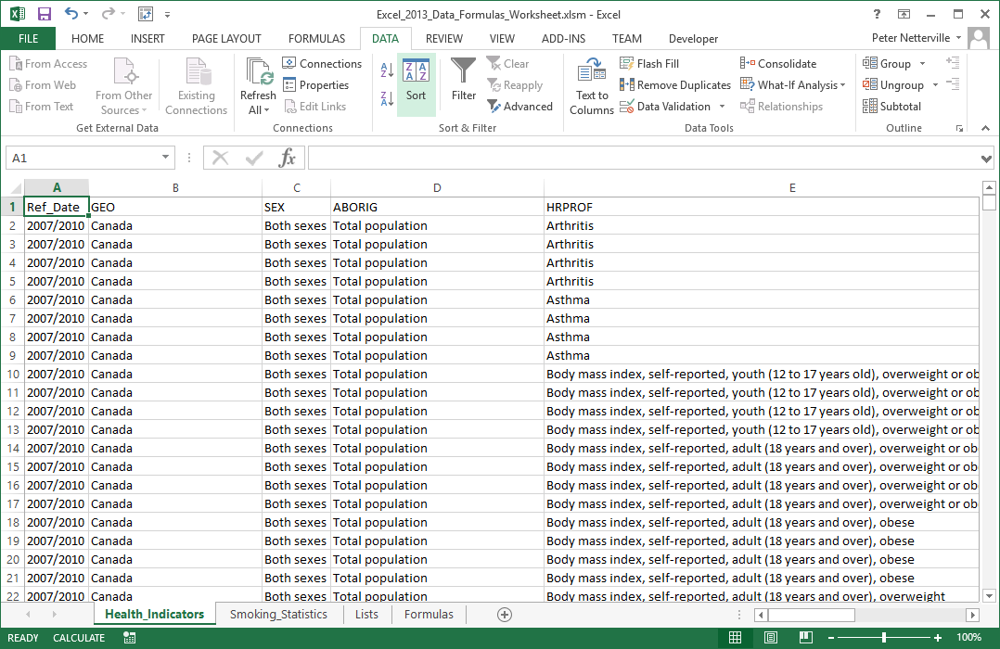 Excel_2013_Data_Formulas_Worksheet.xlsm - Excel
FILE HOME INSERT PAGE LAYOUT FORMULAS DATA REVIEW VIEW ADD-INS TEAM Developer Peter Netterville
From Access
From Web
From Text
From Other Sources
Existing Connections
Get External Data
Refresh All
Connections
Properties
Edit Links
Connections
Sort
Filter
Clear
Reapply
Advanced
Sort & Filter
Text to Columns
Flash Fill
Remove Duplicates
Data Validation
Consolidate
What-If Analysis
Relationships
Data Tools
Group
Ungroup
Subtotal
Outline
A1 fx
A B C D E
1 Ref_Date GEO SEX ABORIG HRPROF
2 2007/2010 Canada Both sexes Total population Arthritis
3 2007/2010 Canada Both sexes Total population Arthritis
4 2007/2010 Canada Both sexes Total population Arthritis
5 2007/2010 Canada Both sexes Total population Arthritis
6 2007/2010 Canada Both sexes Total population Asthma
7 2007/2010 Canada Both sexes Total population Asthma
8 2007/2010 Canada Both sexes Total population Asthma
9 2007/2010 Canada Both sexes Total population Asthma
10 2007/2010 Canada Both sexes Total population Body mass index, self-reported, youth (12 to 17 years old), overweight or ob
11 2007/2010 Canada Both sexes Total population Body mass index, self-reported, youth (12 to 17 years old), overweight or ob
12 2007/2010 Canada Both sexes Total population Body mass index, self-reported, youth (12 to 17 years old), overweight or ob
13 2007/2010 Canada Both sexes Total population Body mass index, self-reported, youth (12 to 17 years old), overweight or ob
14 2007/2010 Canada Both sexes Total population Body mass index, self-reported, adult (18 years and over), overweight or obe
15 2007/2010 Canada Both sexes Total population Body mass index, self-reported, adult (18 years and over), overweight or obe
16 2007/2010 Canada Both sexes Total population Body mass index, self-reported, adult (18 years and over), overweight or obe
17 2007/2010 Canada Both sexes Total population Body mass index, self-reported, adult (18 years and over), overweight or obe
18 2007/2010 Canada Both sexes Total population Body mass index, self-reported, adult (18 years and over), obese
19 2007/2010 Canada Both sexes Total population Body mass index, self-reported, adult (18 years and over), obese
20 2007/2010 Canada Both sexes Total population Body mass index, self-reported, adult (18 years and over), obese
21 2007/2010 Canada Both sexes Total population Body mass index, self-reported, adult (18 years and over), obese
22 2007/2010 Canada Both sexes Total population Body mass index, self-reported, adult (18 years and over), overweight
Health_Indicators Smoking_Statistics Lists Formulas
READY CALCULATE 100%